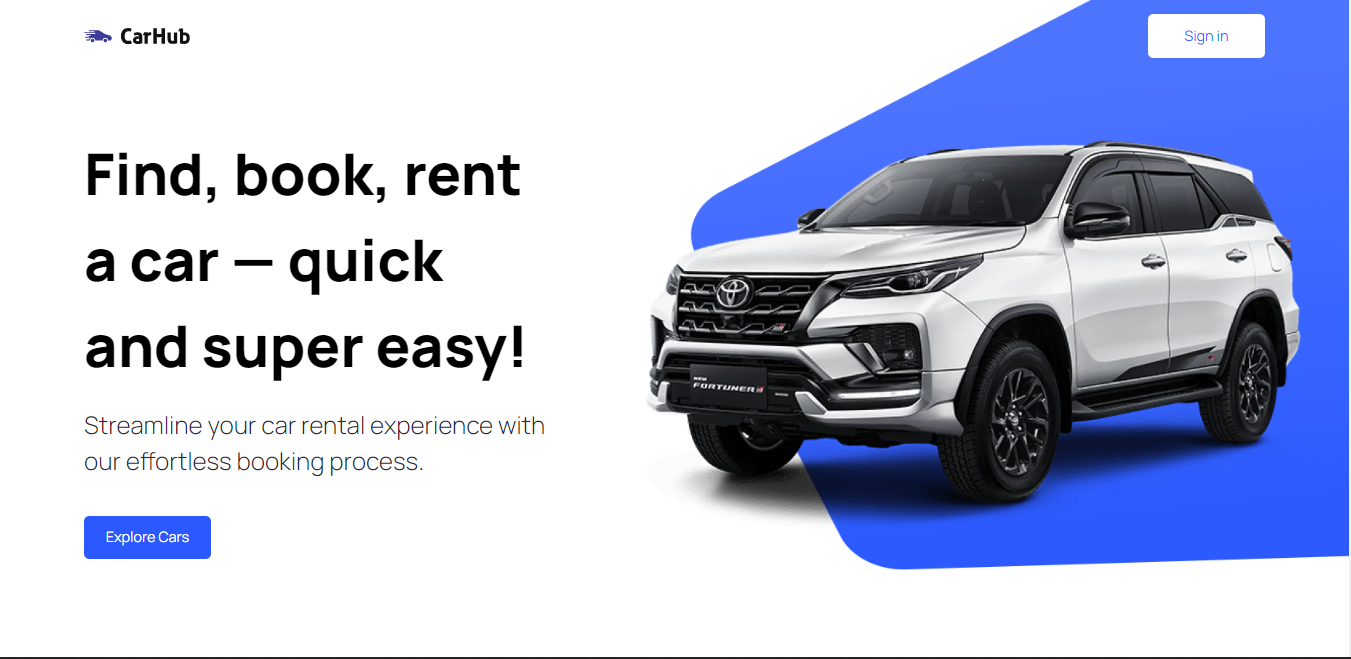 CarHub
Sign in
Find, book, rent
a car — quick
and super easy!
Streamline your car rental experience with
our effortless booking process.
Explore Cars
NEW
FORTUNER